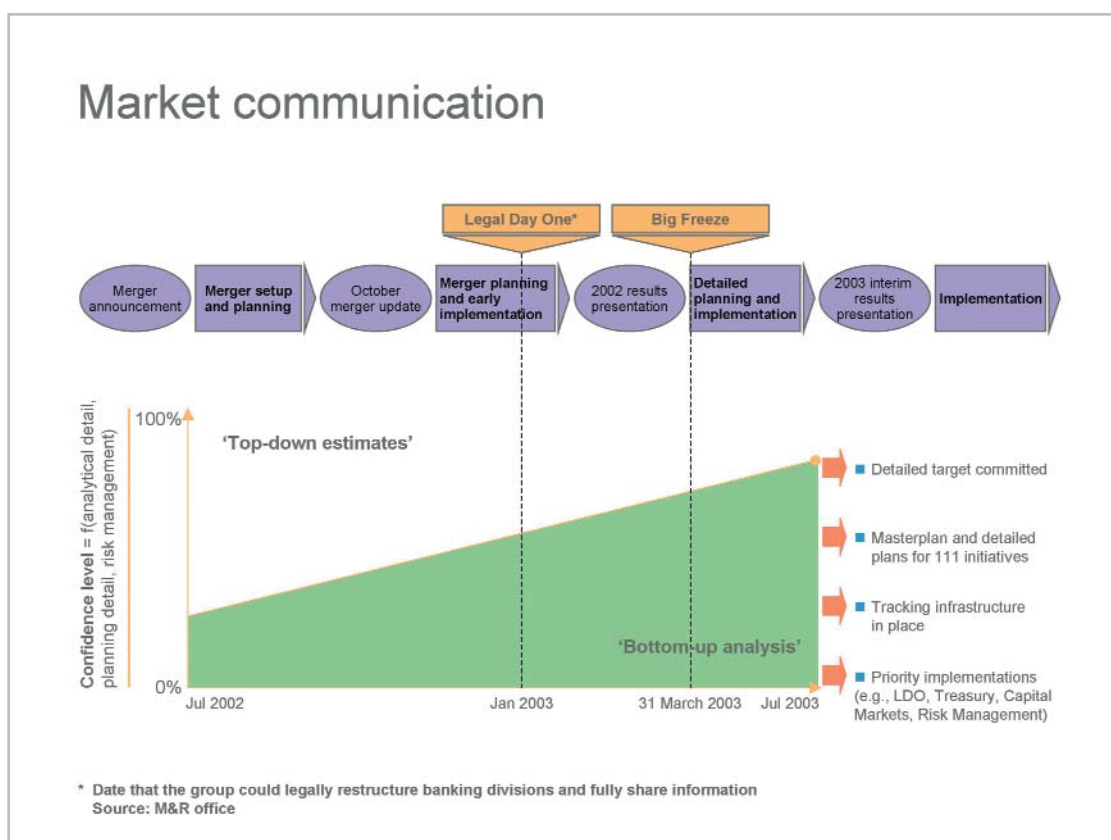 Market communication
Legal Day One*
Big Freeze
Merger
announcement
Merger setup
and planning
October
merger update
Merger planning
and early
implementation
2002 results
presentation
Detailed
planning and
implementation
2003 interim
results
presentation
Implementation
Confidence level = f(analytical detail,
planning detail, risk management)
100%
0%
‘Top-down estimates’
‘Bottom-up analysis’
Jul 2002
Jan 2003
31 March 2003
Jul 2003
Detailed target committed
Masterplan and detailed
plans for 111 initiatives
Tracking infrastructure
in place
Priority implementations
(e.g., LDO, Treasury, Capital
Markets, Risk Management)
* Date that the group could legally restructure banking divisions and fully share information
Source: M&R office